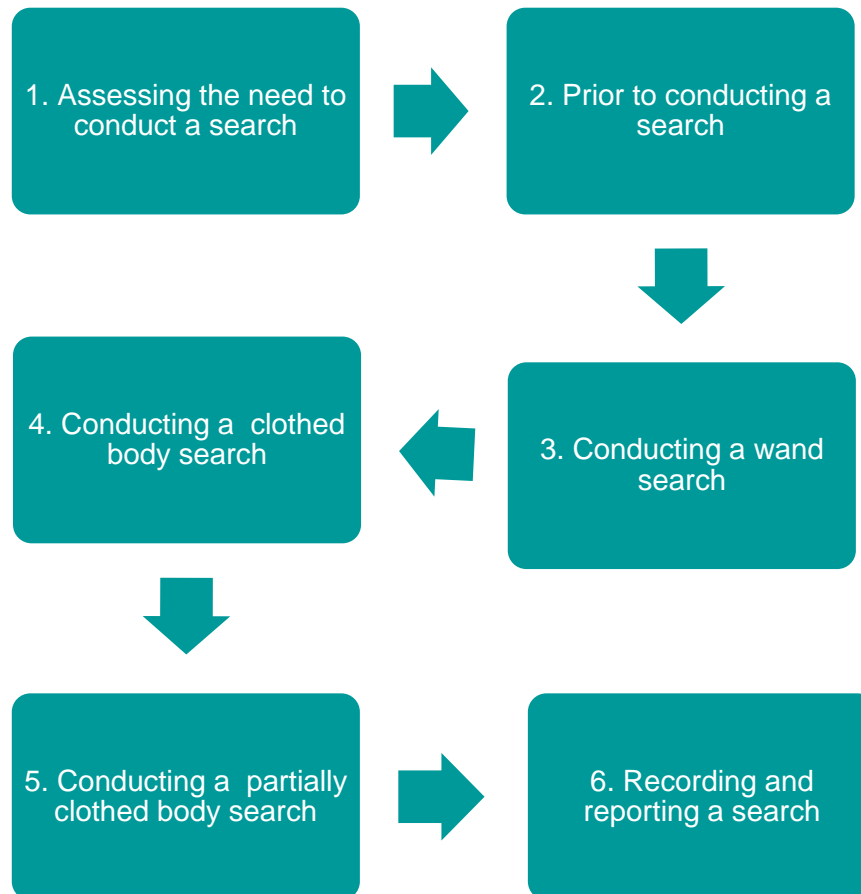 1. Assessing the need to
conduct a search
2. Prior to conducting a
search
3. Conducting a wand
search
4. Conducting a  clothed
body search
5. Conducting a  partially
clothed body search
6. Recording and
reporting a search